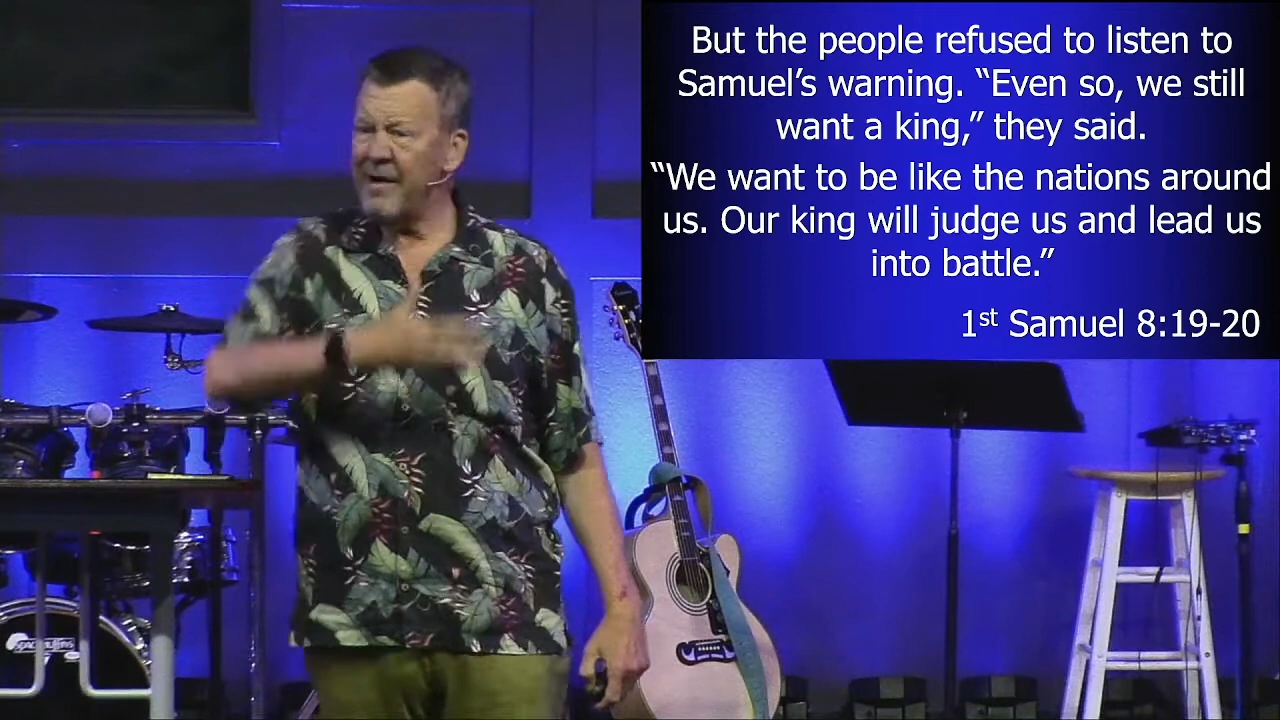 But the people refused to listen to
Samuel’s warning. “Even so, we still
want a king,” they said.
“We want to be like the nations around
us. Our king will judge us and lead us
into battle.”
1st Samuel 8:19-20